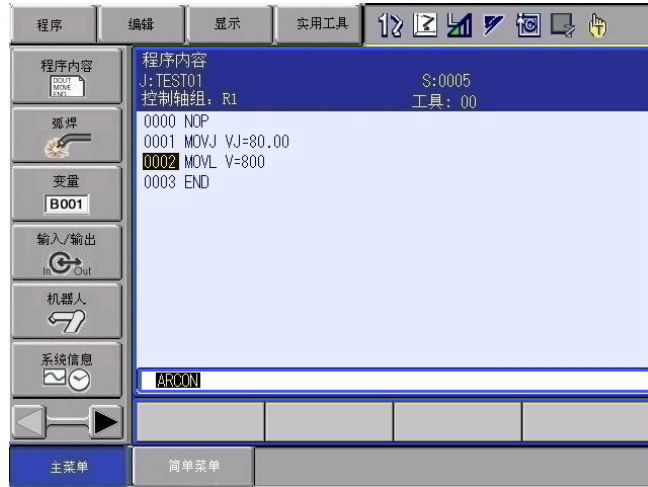 程序 编辑 显示 实用工具
程序内容
DOUT
MOVE
END
弧焊
变量
B001
输入/输出
In Out
机器人
系统信息
程序内容
J:TEST01 S:0005
控制轴组: R1 工具: 00
0000 NOP
0001 MOVJ VJ=80.00
0002 MOVL V=800
0003 END
ARCON
主菜单 简单菜单